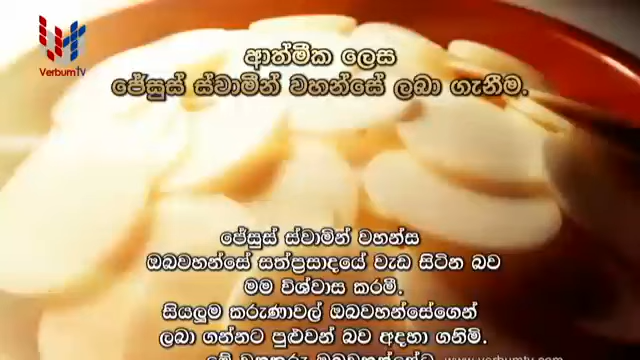 VerbumTV
ආත්මීක ලෙස
ජේසුස් ස්වාමීන් වහන්සේ ලබා ගැනීම.
ජේසුස් ස්වාමින් වහන්ස
ඔබවහන්සේ සත්ප්‍රසාදයේ වැඩ සිටින බව
මම විශ්වාස කරමි.
සියලුම කරුණාවල් ඔබවහන්සේගෙන්
ලබා ගන්නට පුළුවන් බව අදහා ගනිමි.
www.verbumtv.com